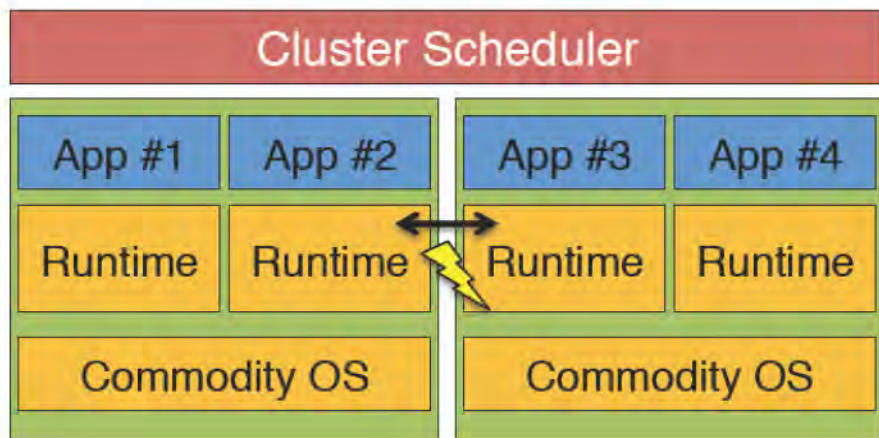 Cluster Scheduler
App #1 App #2 App #3 App #4
Runtime Runtime Runtime Runtime
Commodity OS Commodity OS